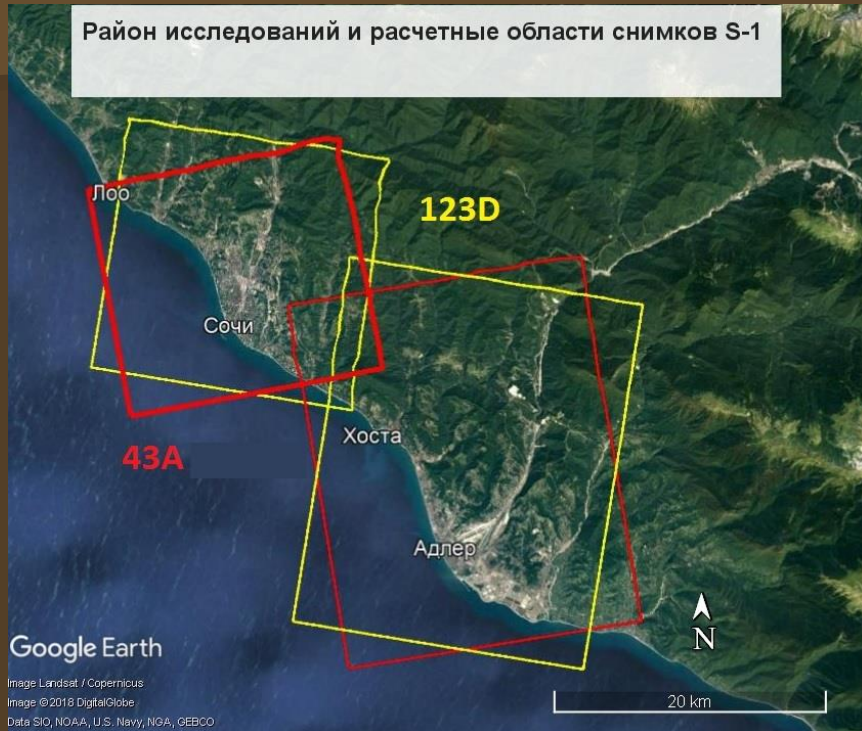 Район исследований и расчетные области снимков S-1
Лоо
123D
Сочи
Хоста
43A
Адлер
N
Google Earth
Image Landsat / Copernicus
Image ©2018 DigitalGlobe
20 km
Data SIO, NOAA, U.S. Navy, NGA, GEBCO